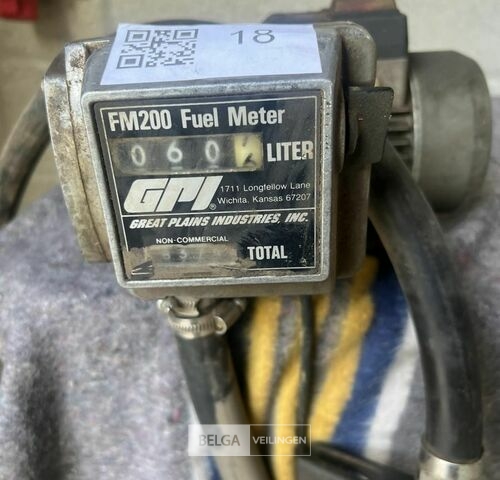 18
FM200 Fuel Meter
060 LITER
GPI®
1711 Longfellow Lane
Wichita, Kansas 67207
GREAT PLAINS INDUSTRIES, INC.
NON-COMMERCIAL
TOTAL
BELGA VEILINGEN